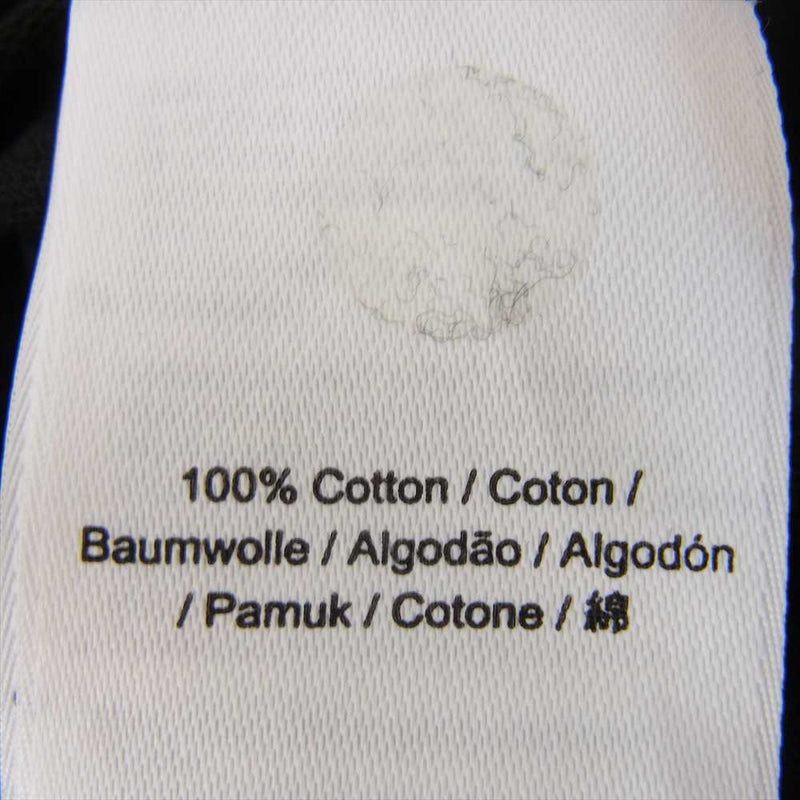 100% Cotton / Coton /
Baumwolle / Algodão / Algodón
/ Pamuk / Cotone / 綿